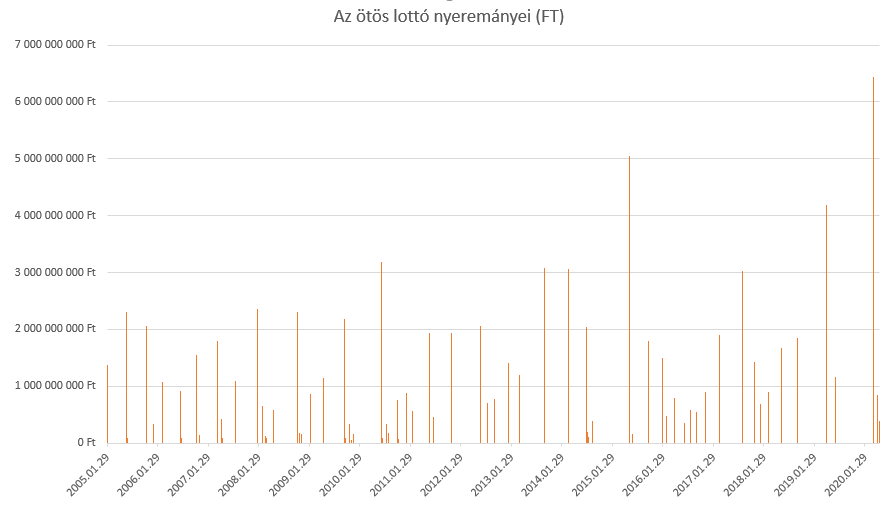 Az ötös lottó nyereményei (FT)
7 000 000 000 Ft
6 000 000 000 Ft
5 000 000 000 Ft
4 000 000 000 Ft
3 000 000 000 Ft
2 000 000 000 Ft
1 000 000 000 Ft
0 Ft
2005.01.29
2006.01.29
2007.01.29
2008.01.29
2009.01.29
2010.01.29
2011.01.29
2012.01.29
2013.01.29
2014.01.29
2015.01.29
2016.01.29
2017.01.29
2018.01.29
2019.01.29
2020.01.29